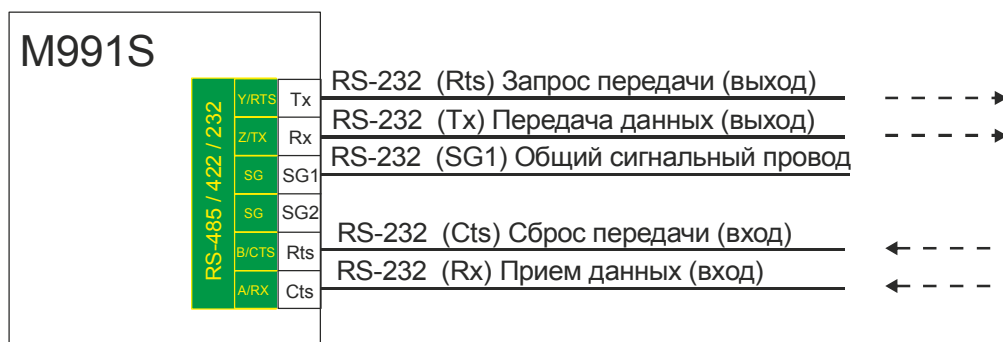 M991S
RS-485 / 422 / 232
Y/RTS Tx RS-232 (Rts) Запрос передачи (выход)
Z/TX Rx RS-232 (Tx) Передача данных (выход)
SG SG1 RS-232 (SG1) Общий сигнальный провод
SG SG2
B/CTS Rts RS-232 (Cts) Сброс передачи (вход)
A/RX Cts RS-232 (Rx) Прием данных (вход)